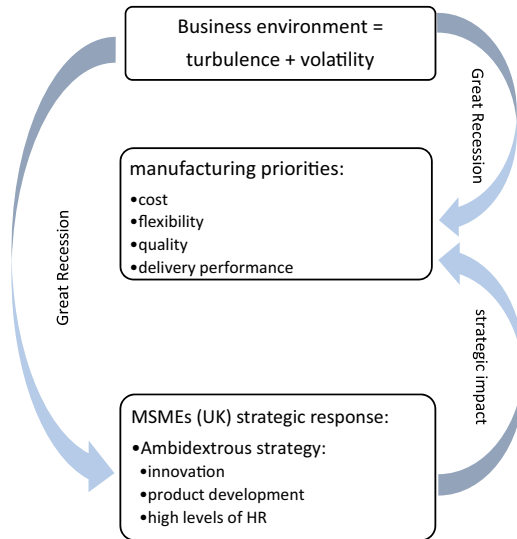 Business environment =
turbulence + volatility
Great Recession
manufacturing priorities:
•cost
•flexibility
•quality
•delivery performance
Great Recession
strategic impact
MSMEs (UK) strategic response:
•Ambidextrous strategy:
•innovation
•product development
•high levels of HR